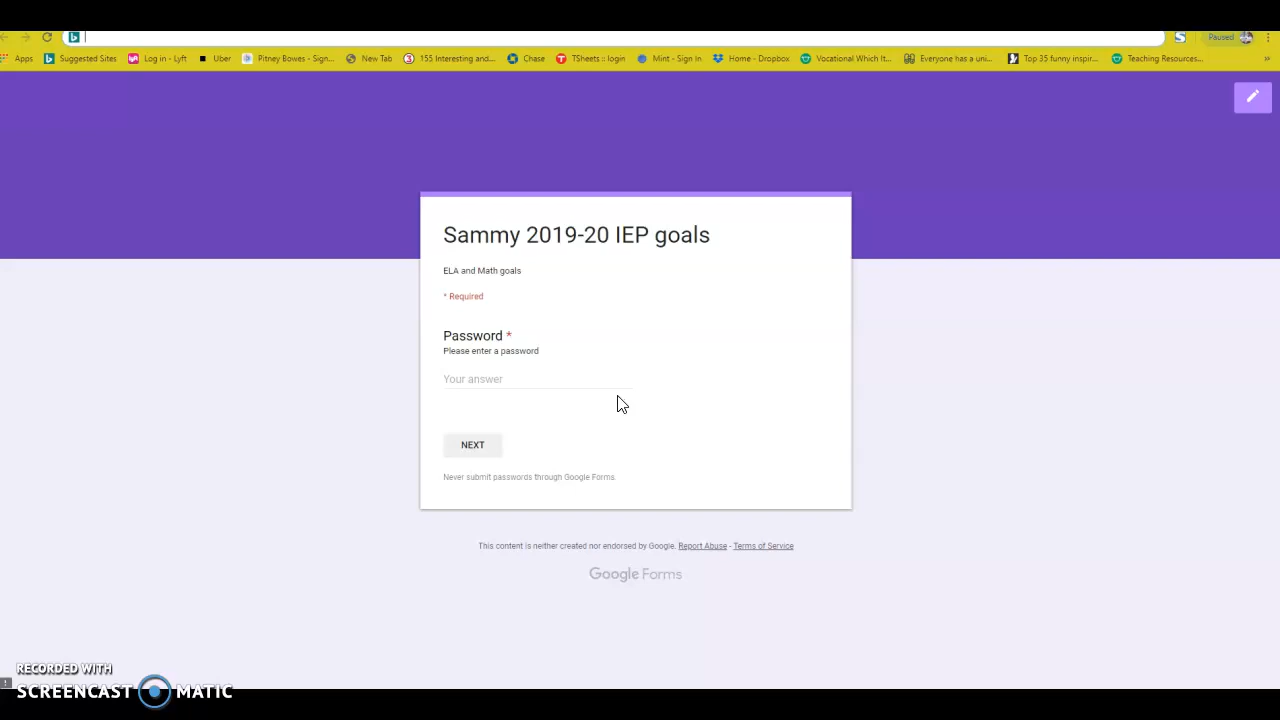 Paused
Apps Suggested Sites Log in - Lyft Uber Pitney Bowes - Sign... New Tab 155 Interesting and... Chase TSheets :: login Mint - Sign In Home - Dropbox Vocational Which It... Everyone has a uni... Top 35 funny inspir... Teaching Resources... »
Sammy 2019-20 IEP goals
ELA and Math goals
* Required
Password *
Please enter a password
Your answer
NEXT
Never submit passwords through Google Forms.
This content is neither created nor endorsed by Google. Report Abuse - Terms of Service
Google Forms
RECORDED WITH
SCREENCAST MATIC